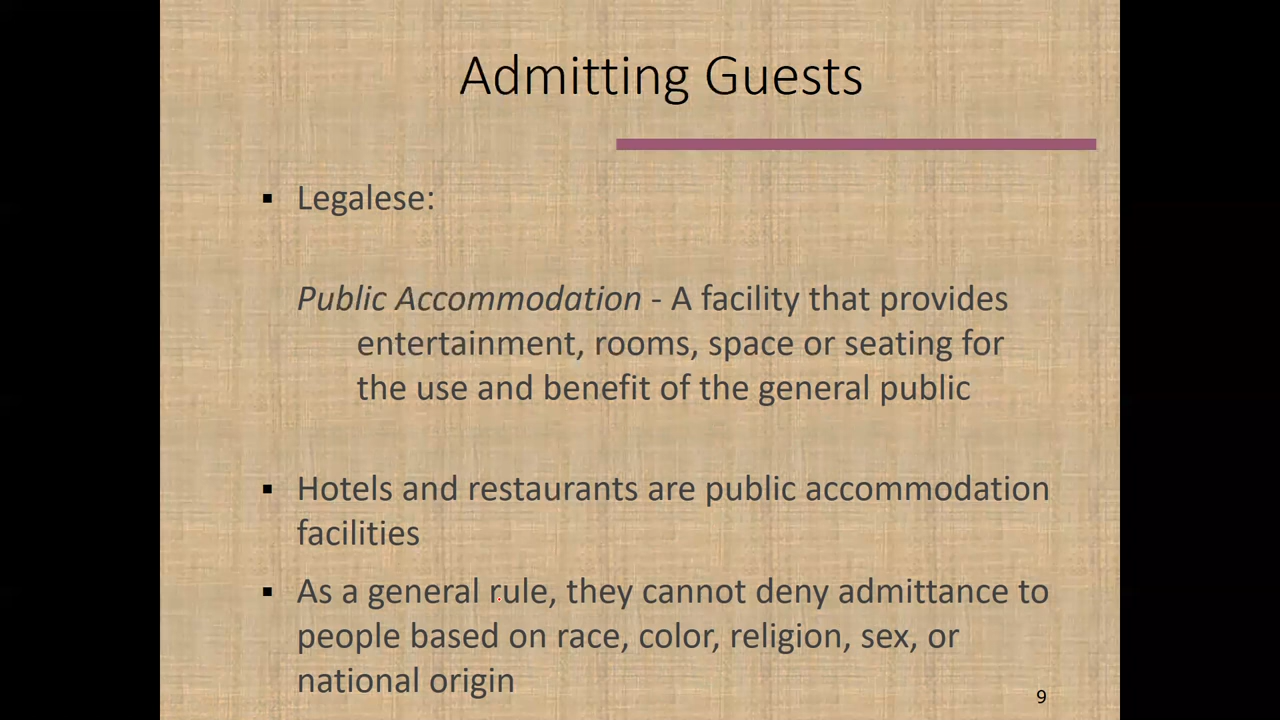 Admitting Guests
▪ Legalese:
Public Accommodation - A facility that provides
entertainment, rooms, space or seating for
the use and benefit of the general public
▪ Hotels and restaurants are public accommodation
facilities
▪ As a general rule, they cannot deny admittance to
people based on race, color, religion, sex, or
national origin
9